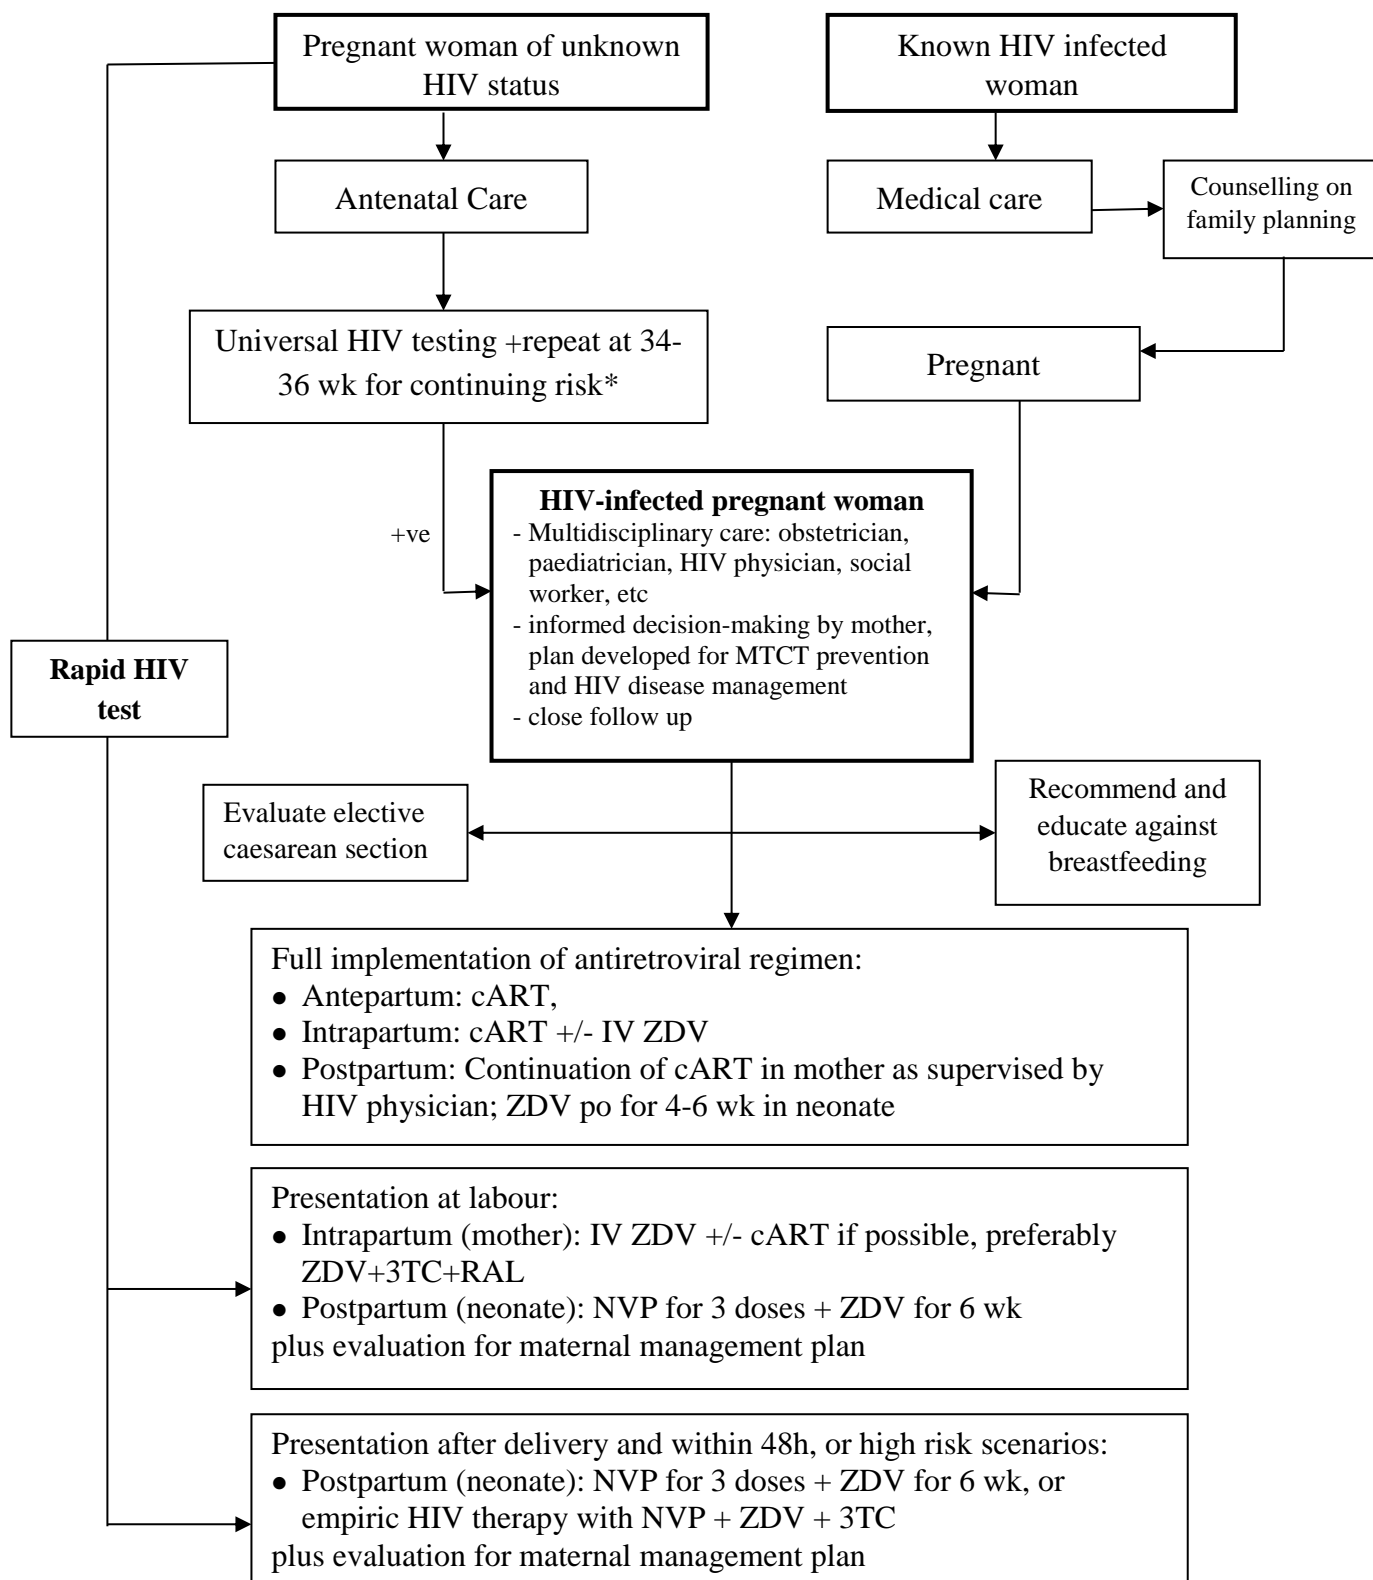 Pregnant woman of unknown
HIV status
Known HIV infected
woman
Antenatal Care
Medical care
Counselling on
family planning
Universal HIV testing +repeat at 34-
36 wk for continuing risk*
Pregnant
+ve
HIV-infected pregnant woman
- Multidisciplinary care: obstetrician,
paediatrician, HIV physician, social
worker, etc
- informed decision-making by mother,
plan developed for MTCT prevention
and HIV disease management
- close follow up
Rapid HIV
test
Evaluate elective
caesarean section
Recommend and
educate against
breastfeeding
Full implementation of antiretroviral regimen:
● Antepartum: cART,
● Intrapartum: cART +/- IV ZDV
● Postpartum: Continuation of cART in mother as supervised by
HIV physician; ZDV po for 4-6 wk in neonate
Presentation at labour:
● Intrapartum (mother): IV ZDV +/- cART if possible, preferably
ZDV+3TC+RAL
● Postpartum (neonate): NVP for 3 doses + ZDV for 6 wk
plus evaluation for maternal management plan
Presentation after delivery and within 48h, or high risk scenarios:
● Postpartum (neonate): NVP for 3 doses + ZDV for 6 wk, or
empiric HIV therapy with NVP + ZDV + 3TC
plus evaluation for maternal management plan